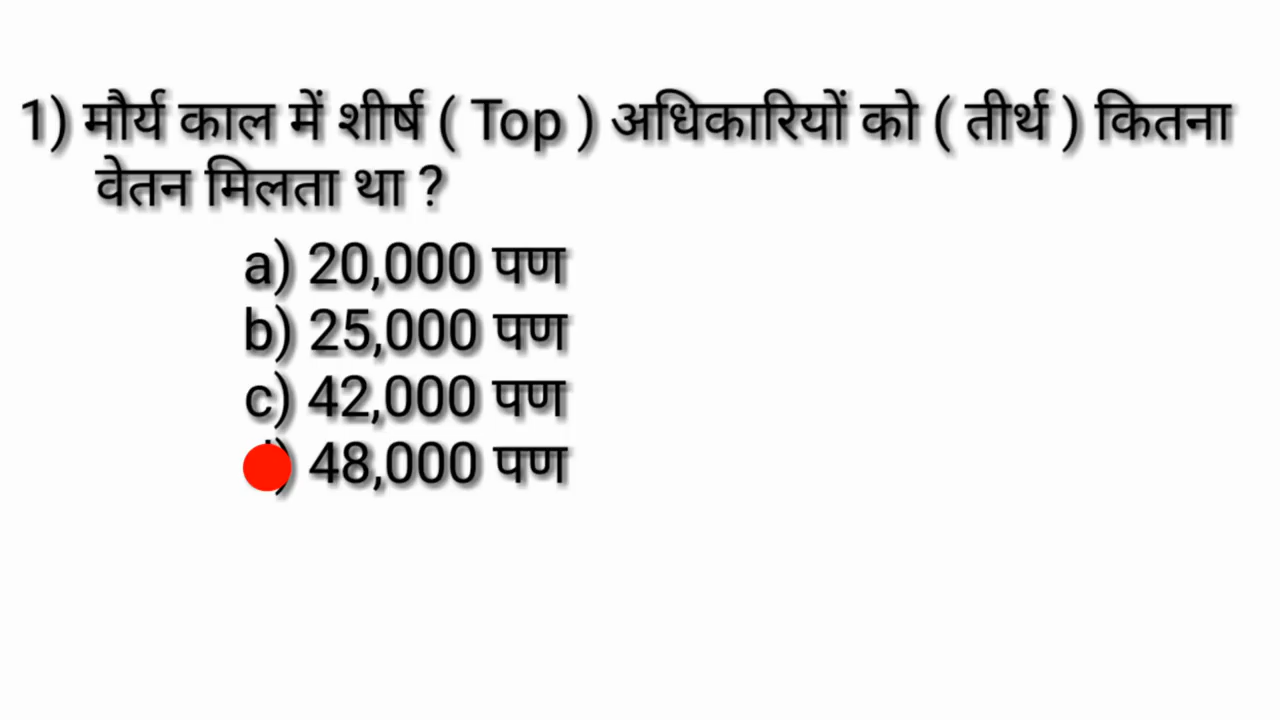 1) मौर्य काल में शीर्ष ( Top ) अधिकारियों को ( तीर्थ ) कितना
वेतन मिलता था ?
a) 20,000 पण
b) 25,000 पण
c) 42,000 पण
) 48,000 पण